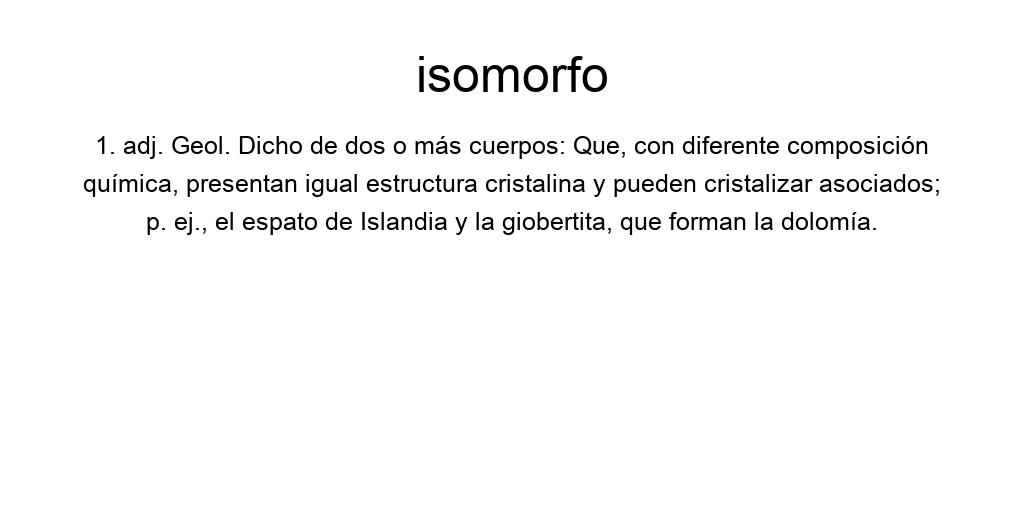 isomorfo
1. adj. Geol. Dicho de dos o más cuerpos: Que, con diferente composición
química, presentan igual estructura cristalina y pueden cristalizar asociados;
p. ej., el espato de Islandia y la giobertita, que forman la dolomía.